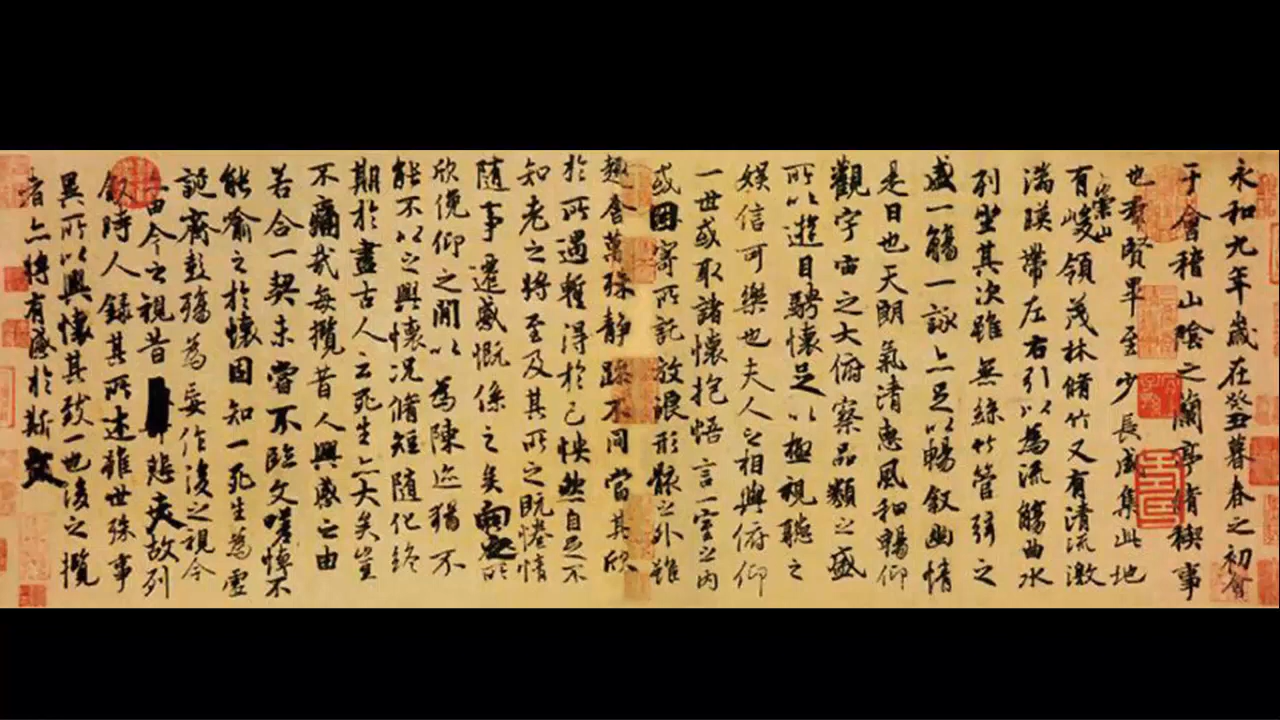 永和九年歲在癸丑暮春之初會
于會稽山陰之蘭亭脩稧事
也羣賢畢至少長咸集此地
有崇山峻領茂林脩竹又有清流激
湍暎帶左右引以為流觴曲水
列坐其次雖無絲竹管弦之
盛一觴一詠亦足以暢叙幽情
是日也天朗氣清惠風和暢仰
觀宇宙之大俯察品類之盛
所以遊目騁懷足以極視聽之
娛信可樂也夫人之相與俯仰
一世或取諸懷抱悟言一室之內
或因寄所託放浪形骸之外雖
趣舍萬殊靜躁不同當其欣
於所遇暫得於己怏然自足不
知老之將至及其所之既惓情
隨事遷感慨係之矣向之所
欣俛仰之閒以為陳迹猶不
能不以之興懷況脩短隨化終
期於盡古人云死生亦大矣豈
不痛哉每攬昔人興感之由
若合一契未嘗不臨文嗟悼不
能喻之於懷固知一死生為虛
誕齊彭殤為妄作後之視今
亦由今之視昔悲夫故列
叙時人錄其所述雖世殊事
異所以興懷其致一也後之攬
者亦將有感於斯文